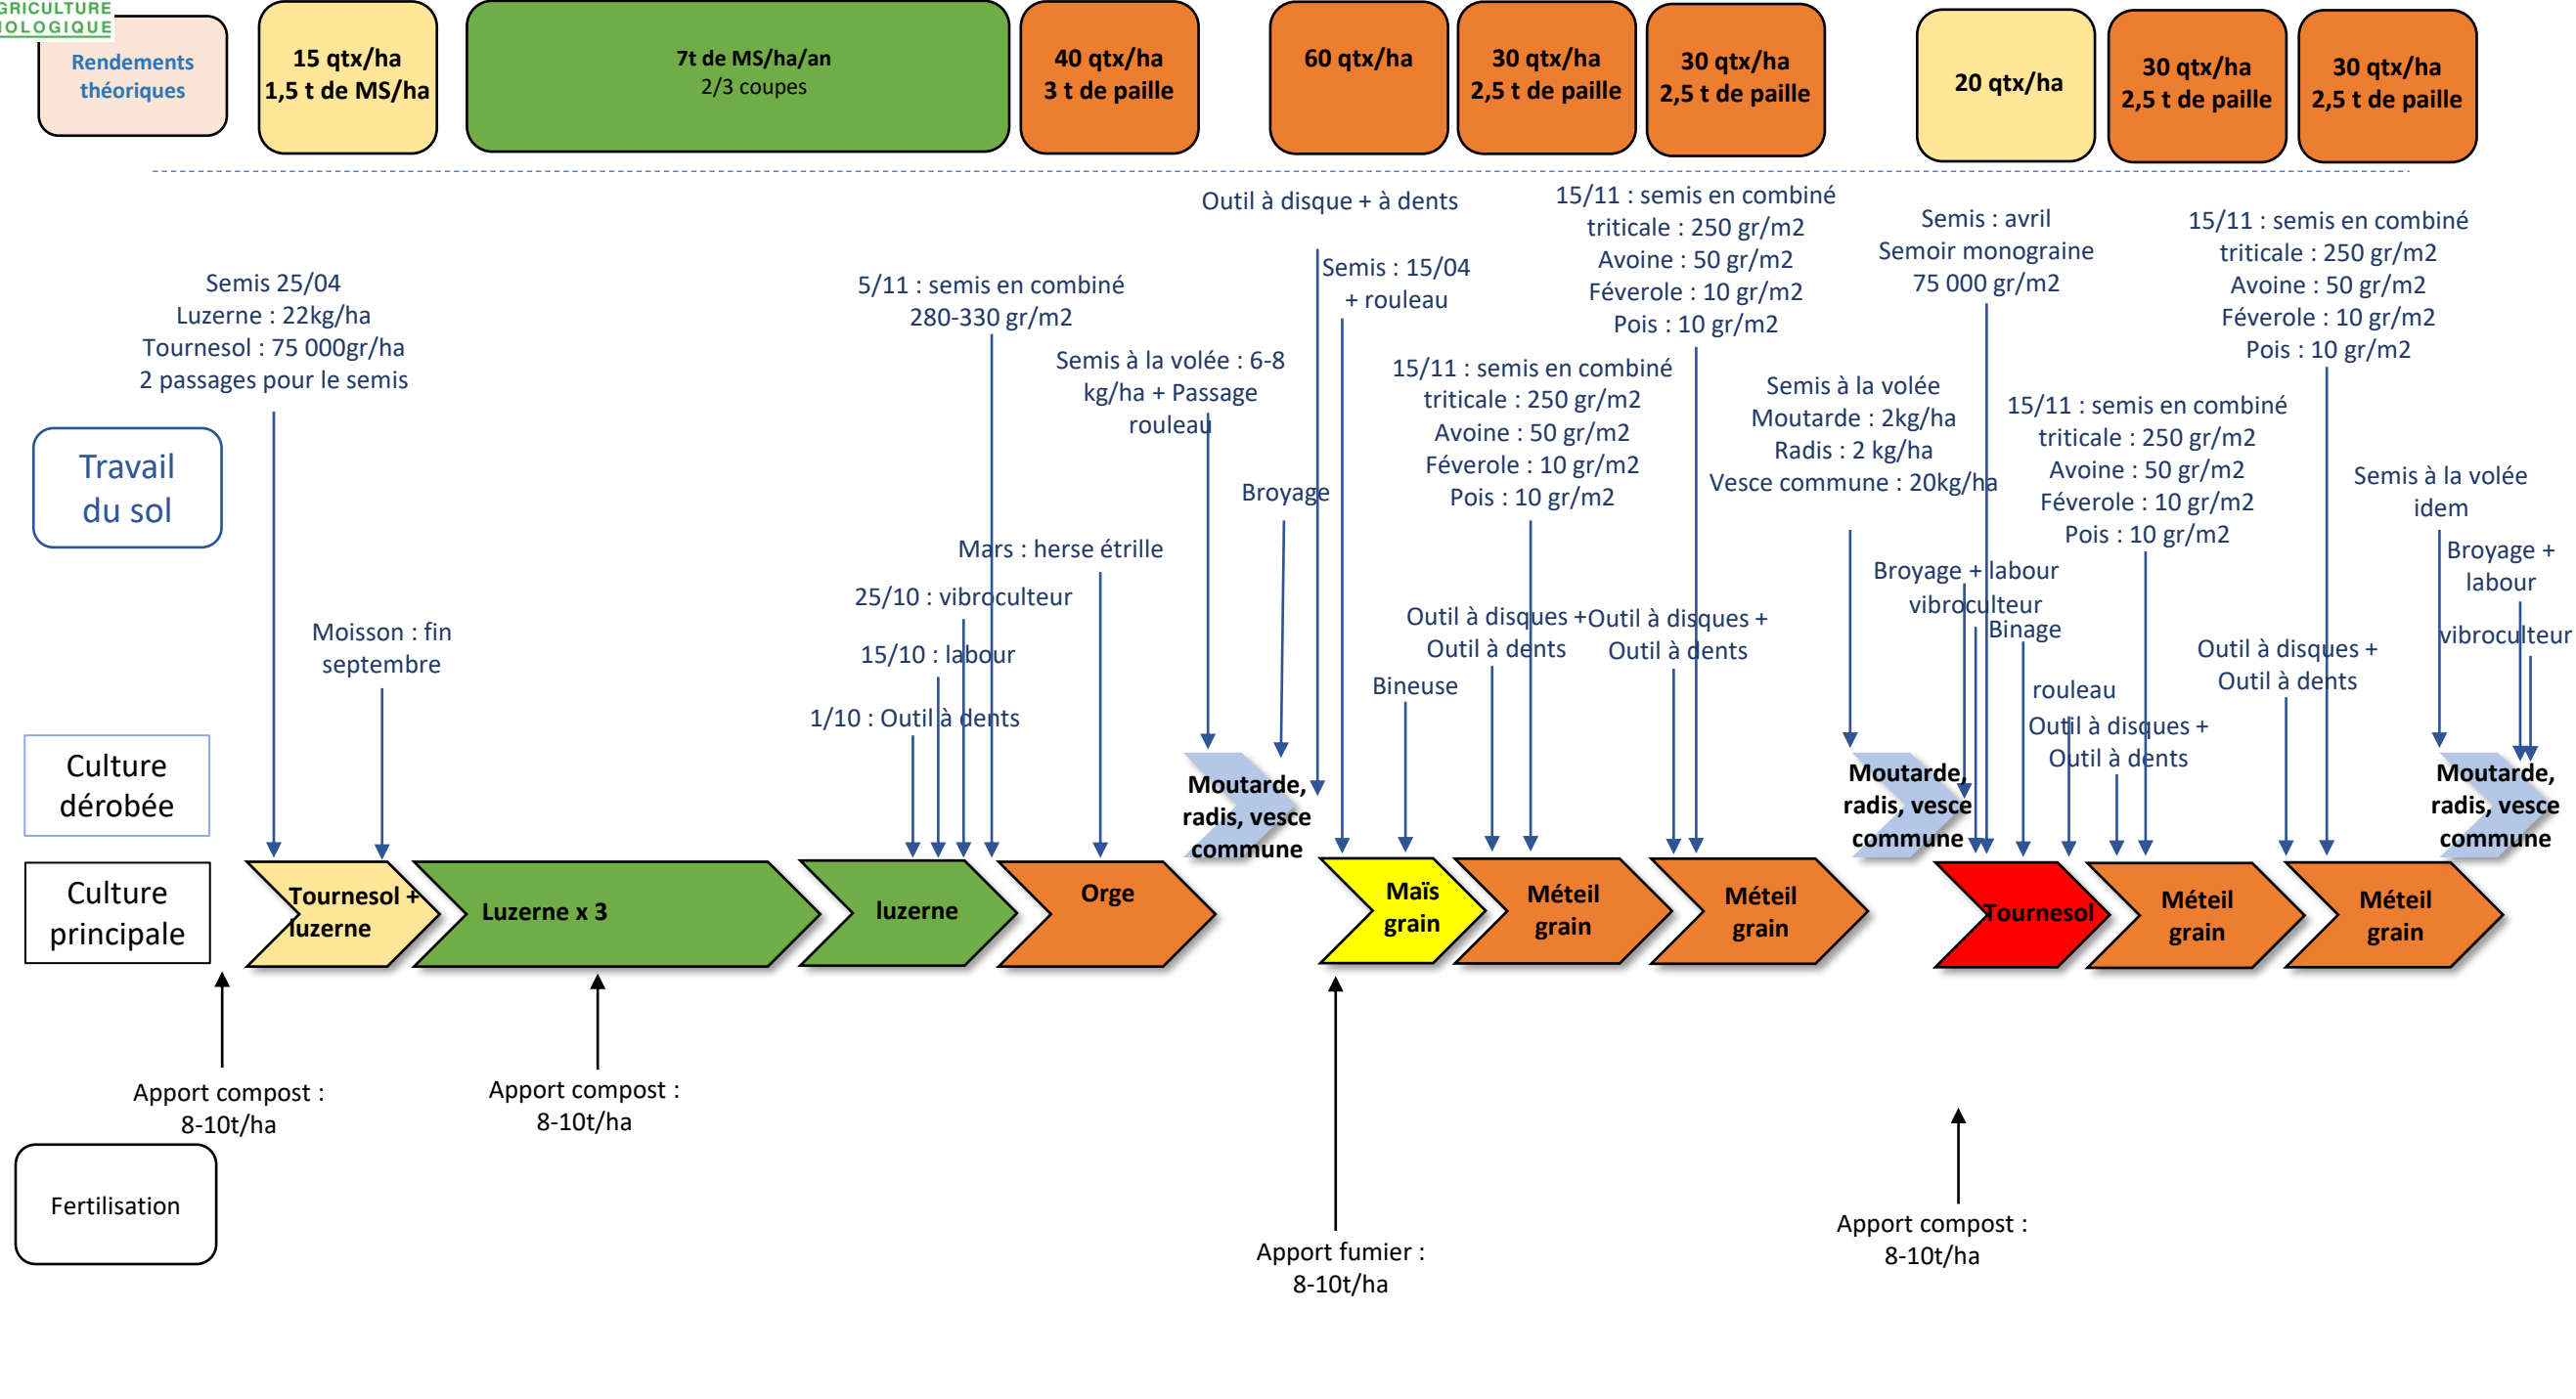 GRICULTURE
IOLOGIQUE
Rendements
théoriques
15 qtx/ha
1,5 t de MS/ha
7t de MS/ha/an
2/3 coupes
40 qtx/ha
3 t de paille
60 qtx/ha
30 qtx/ha
2,5 t de paille
30 qtx/ha
2,5 t de paille
20 qtx/ha
30 qtx/ha
2,5 t de paille
30 qtx/ha
2,5 t de paille
Travail
du sol
Semis 25/04
Luzerne : 22kg/ha
Tournesol : 75 000gr/ha
2 passages pour le semis
Moisson : fin
septembre
1/10 : Outil à dents
15/10 : labour
25/10 : vibroculteur
5/11 : semis en combiné
280-330 gr/m2
Mars : herse étrille
Semis à la volée : 6-8
kg/ha + Passage
rouleau
Broyage
Outil à disque + à dents
Semis : 15/04
+ rouleau
Bineuse
Outil à disques +
Outil à dents
15/11 : semis en combiné
triticale : 250 gr/m2
Avoine : 50 gr/m2
Féverole : 10 gr/m2
Pois : 10 gr/m2
Outil à disques +
Outil à dents
15/11 : semis en combiné
triticale : 250 gr/m2
Avoine : 50 gr/m2
Féverole : 10 gr/m2
Pois : 10 gr/m2
Semis à la volée
Moutarde : 2kg/ha
Radis : 2 kg/ha
Vesce commune : 20kg/ha
Broyage + labour
vibroculteur
Semis : avril
Semoir monograine
75 000 gr/m2
Binage
rouleau
Outil à disques +
Outil à dents
15/11 : semis en combiné
triticale : 250 gr/m2
Avoine : 50 gr/m2
Féverole : 10 gr/m2
Pois : 10 gr/m2
Outil à disques +
Outil à dents
15/11 : semis en combiné
triticale : 250 gr/m2
Avoine : 50 gr/m2
Féverole : 10 gr/m2
Pois : 10 gr/m2
Semis à la volée
idem
Broyage +
labour
vibroculteur
Culture
dérobée
Moutarde,
radis, vesce
commune
Moutarde,
radis, vesce
commune
Moutarde,
radis, vesce
commune
Culture
principale
Tournesol +
luzerne
Luzerne x 3
luzerne
Orge
Maïs
grain
Méteil
grain
Méteil
grain
Tournesol
Méteil
grain
Méteil
grain
Apport compost :
8-10t/ha
Apport compost :
8-10t/ha
Apport fumier :
8-10t/ha
Apport compost :
8-10t/ha
Fertilisation